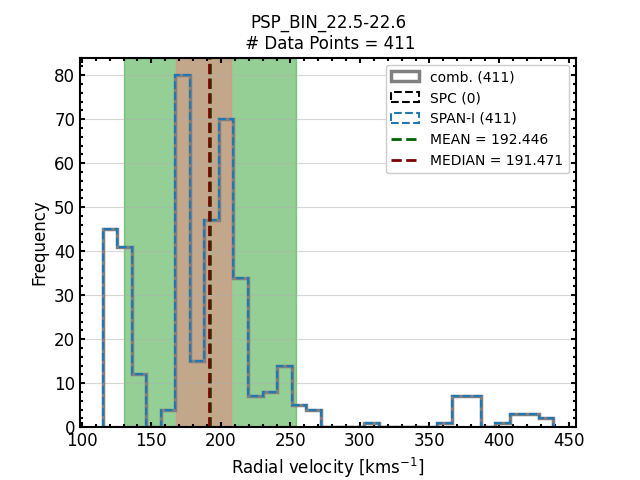 PSP_BIN_22.5-22.6
# Data Points = 411
comb. (411)
SPC (0)
SPAN-I (411)
MEAN = 192.446
MEDIAN = 191.471
Frequency
80
70
60
50
40
30
20
10
0
100 150 200 250 300 350 400 450
Radial velocity [kms⁻¹]